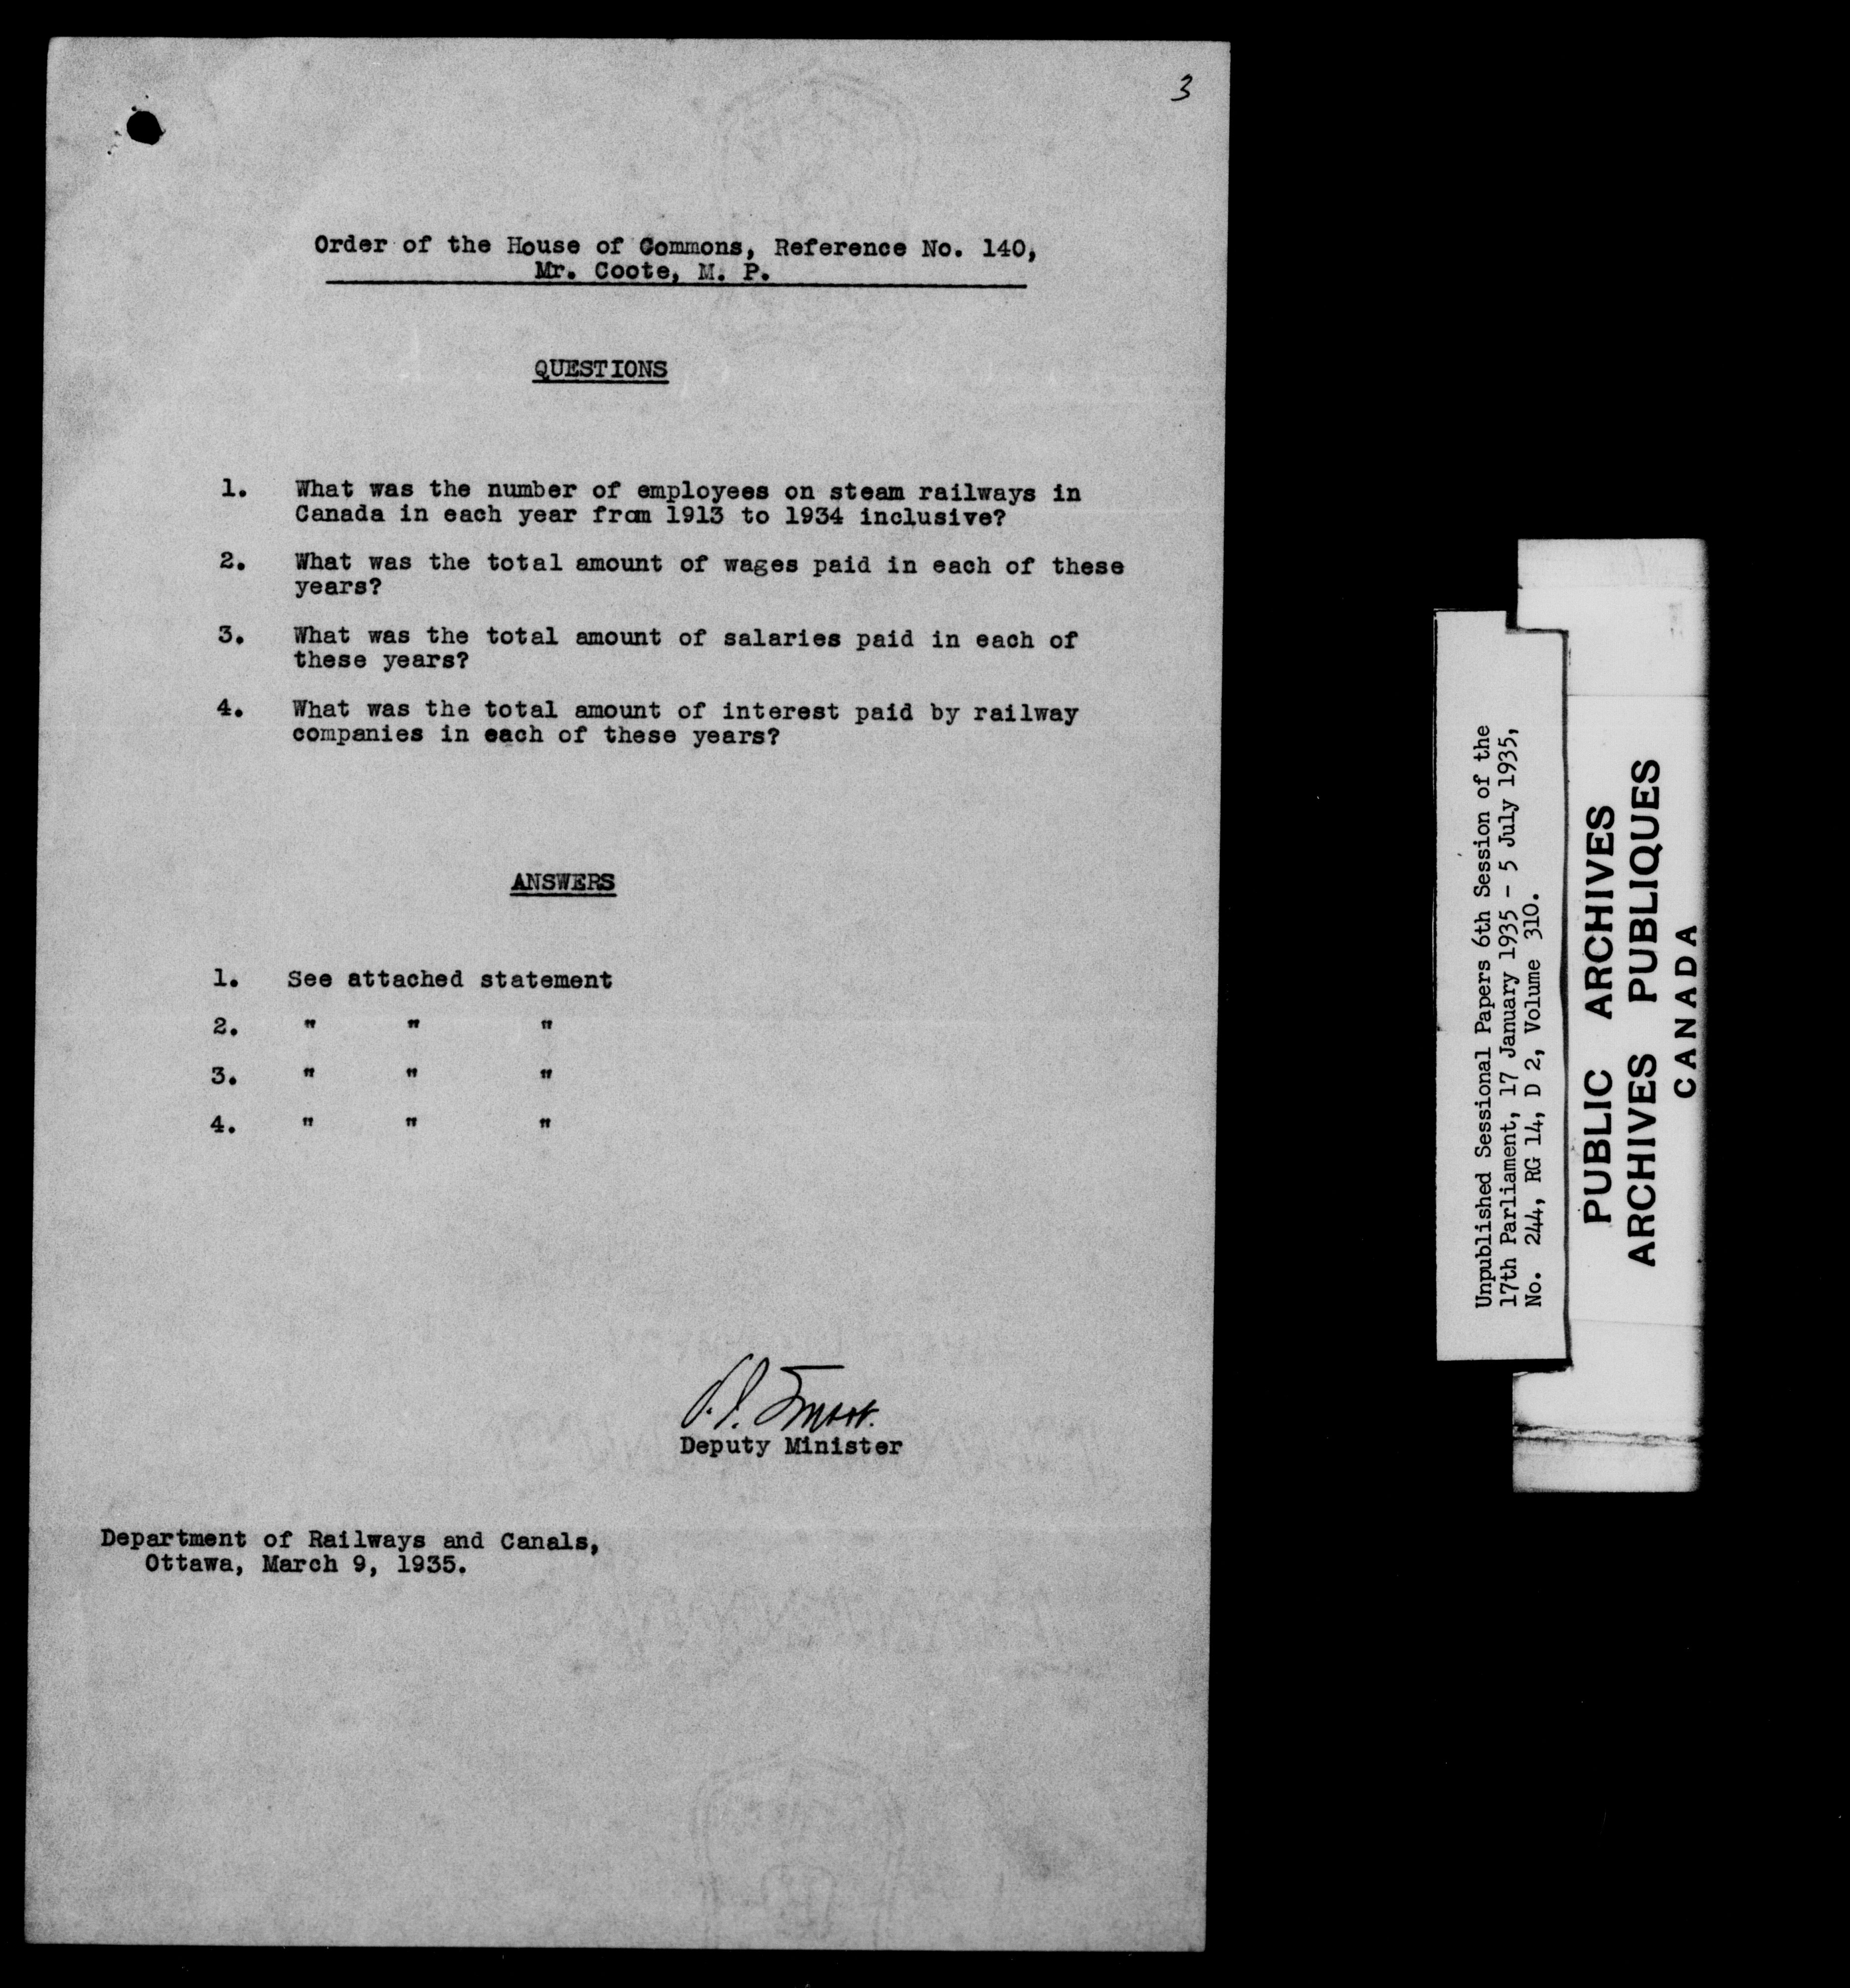 3
Order of the House of Commons, Reference No. 140,
Mr. Coote, M. P.
QUESTIONS
1. What was the number of employees on steam railways in
Canada in each year from 1913 to 1934 inclusive?
2. What was the total amount of wages paid in each of these
years?
3. What was the total amount of salaries paid in each of
these years?
4. What was the total amount of interest paid by railway
companies in each of these years?
ANSWERS
1. See attached statement
2. " " "
3. " " "
4. " " "
Deputy Minister
Department of Railways and Canals,
Ottawa, March 9, 1935.
Unpublished Sessional Papers 6th Session of the
17th Parliament, 17 January 1935 - 5 July 1935,
No. 244, RG 14, D 2, Volume 310.
PUBLIC ARCHIVES
ARCHIVES PUBLIQUES
CANADA